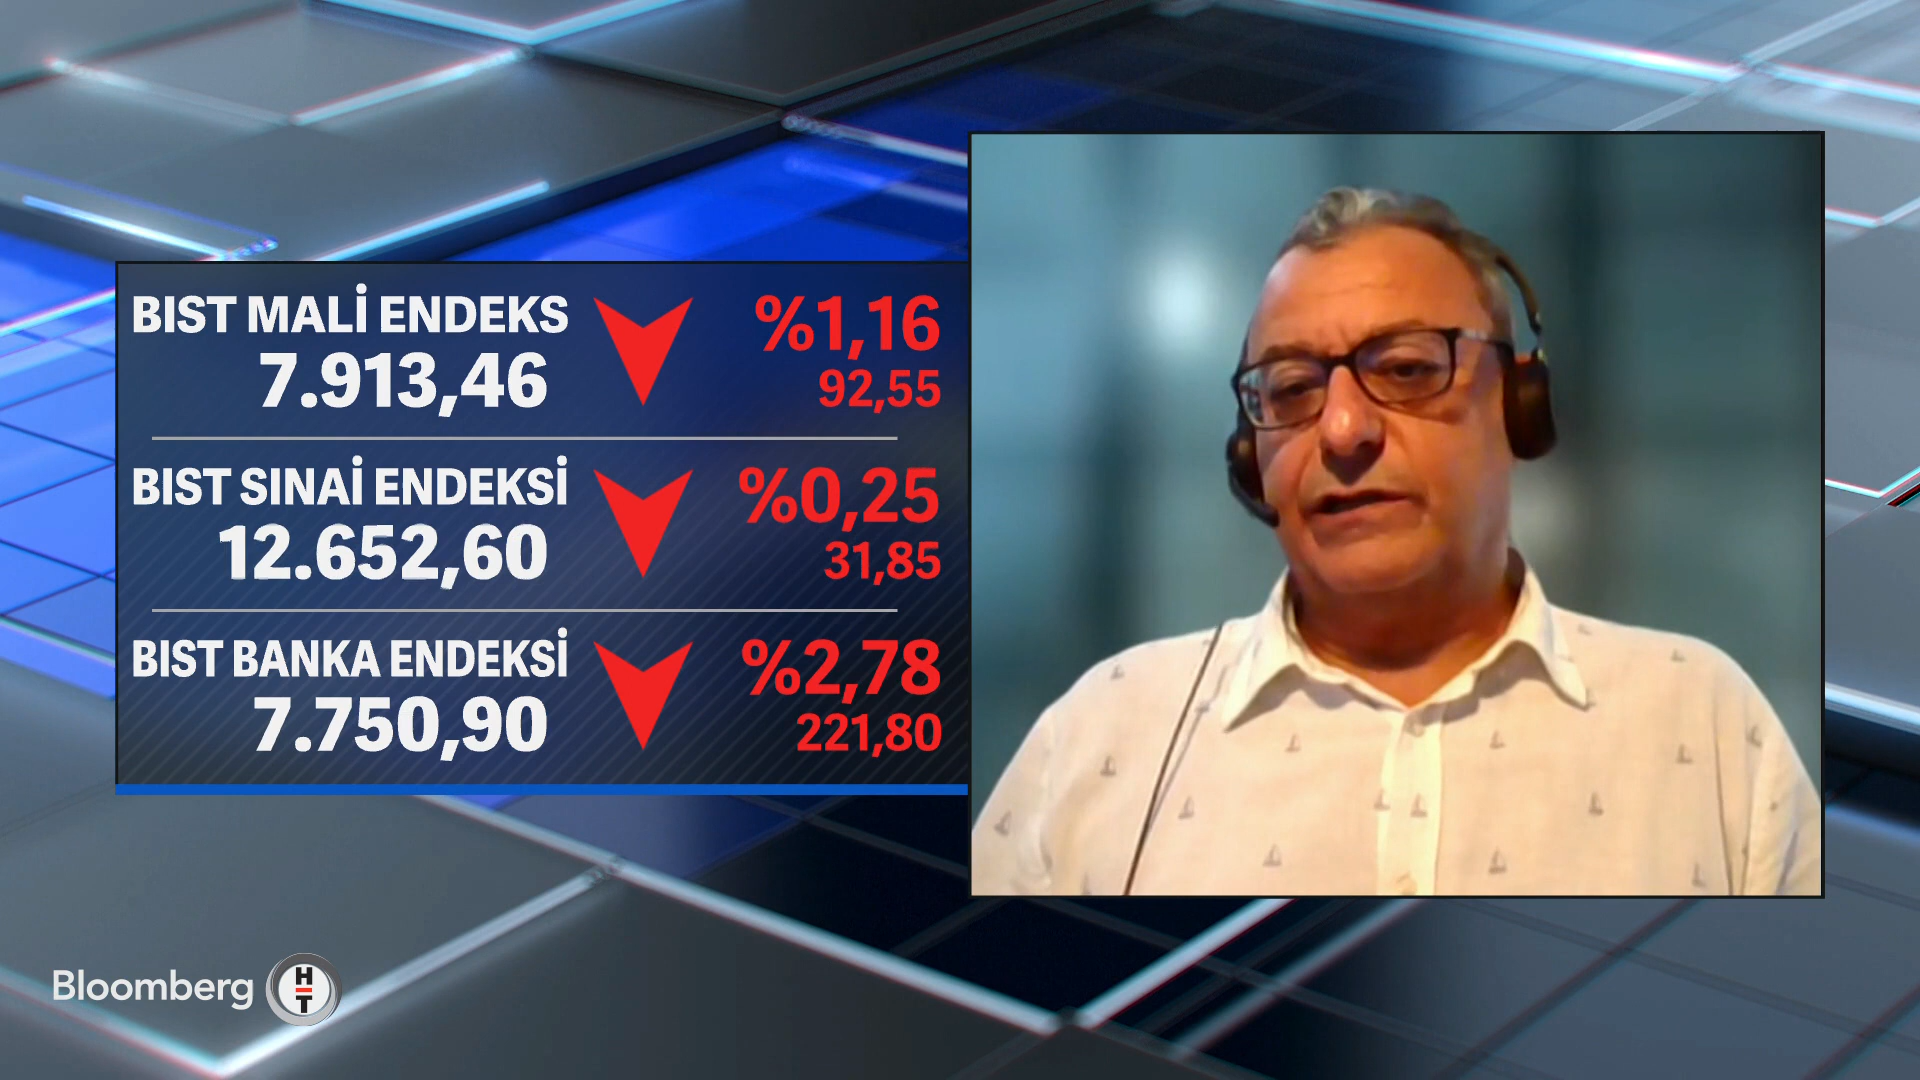 BIST MALİ ENDEKS
7.913,46
%1,16
92,55
BIST SINAİ ENDEKSİ
12.652,60
%0,25
31,85
BIST BANKA ENDEKSİ
7.750,90
%2,78
221,80
Bloomberg HT